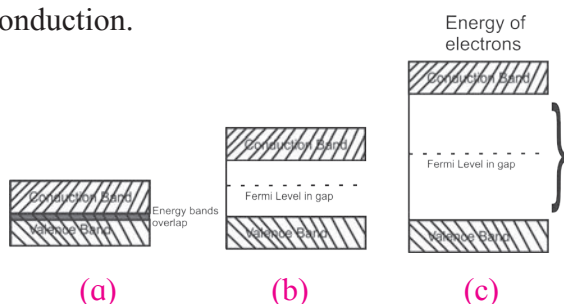 onduction.
Energy of
electrons
Conduction Band
Conduction Band
Fermi Level in gap
Fermi Level in gap
Conduction Band
Energy bands
overlap
Valence Band
Valence Band
Valence Band
(a)
(b)
(c)